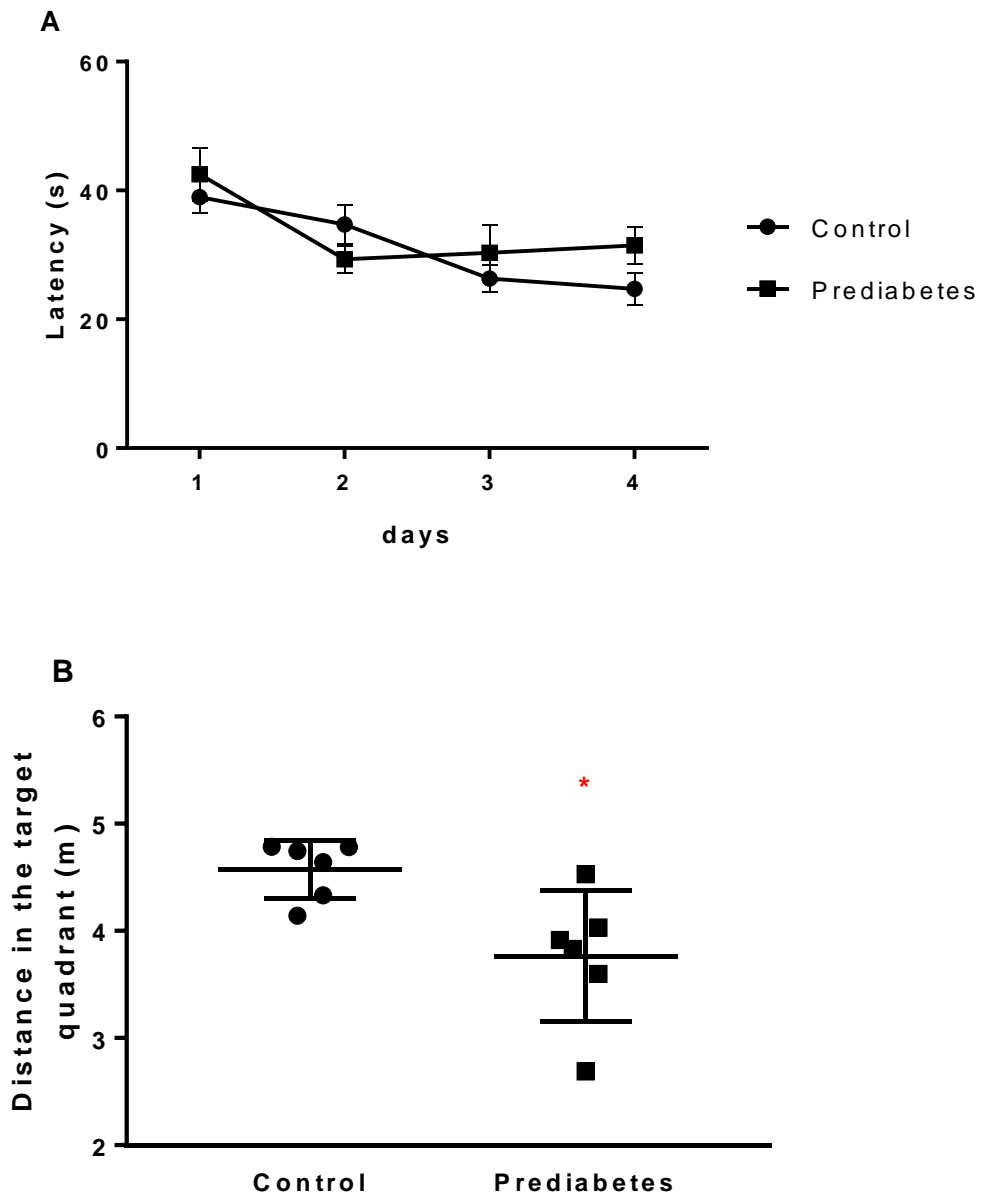 A
60
40
20
0
Latency (s)
1 2 3 4
days
Control
Prediabetes
B
6
5
4
3
2
Distance in the target
quadrant (m)
*
Control Prediabetes